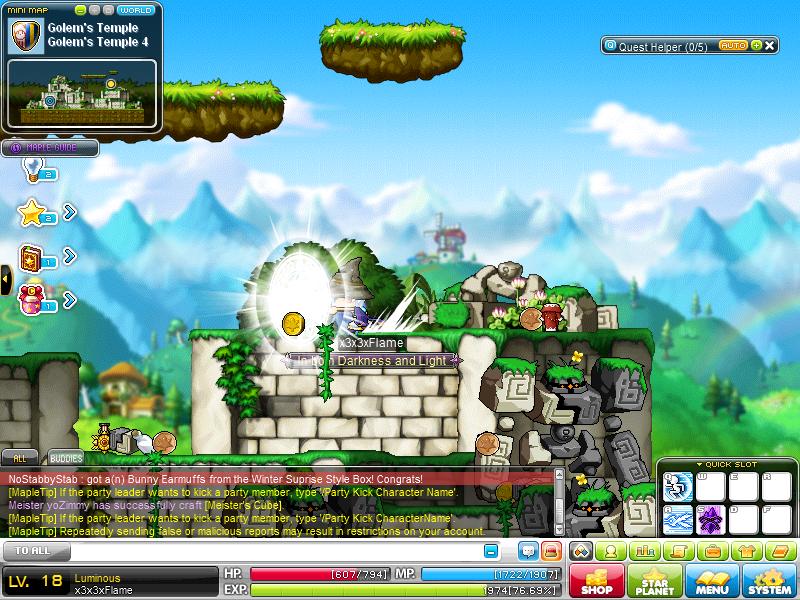 MINI MAP WORLD
Golem's Temple
Golem's Temple 4
Quest Helper (0/5) AUTO
MAPLE GUIDE
2
2
1
1
x3x3xFlame
Darkness and Light
ALL BUDDIES
NoStabbyStab : got a(n) Bunny Earmuffs from the Winter Suprise Style Box! Congrats!
[MapleTip] If the party leader wants to kick a party member, type '/Party Kick Character Name'.
Meister yoZimmy has successfully craft [Meister's Cube].
[MapleTip] If the party leader wants to kick a party member, type '/Party Kick CharacterName'
[MapleTip] Repeatedly sending false or malicious reports may result in restrictions on your account.
QUICK SLOT
TO ALL
LV. 18 Luminous
x3x3xFlame
HP. [607/794] MP. [1722/1907]
EXP. 974[76.69%]
SHOP STAR PLANET MENU SYSTEM